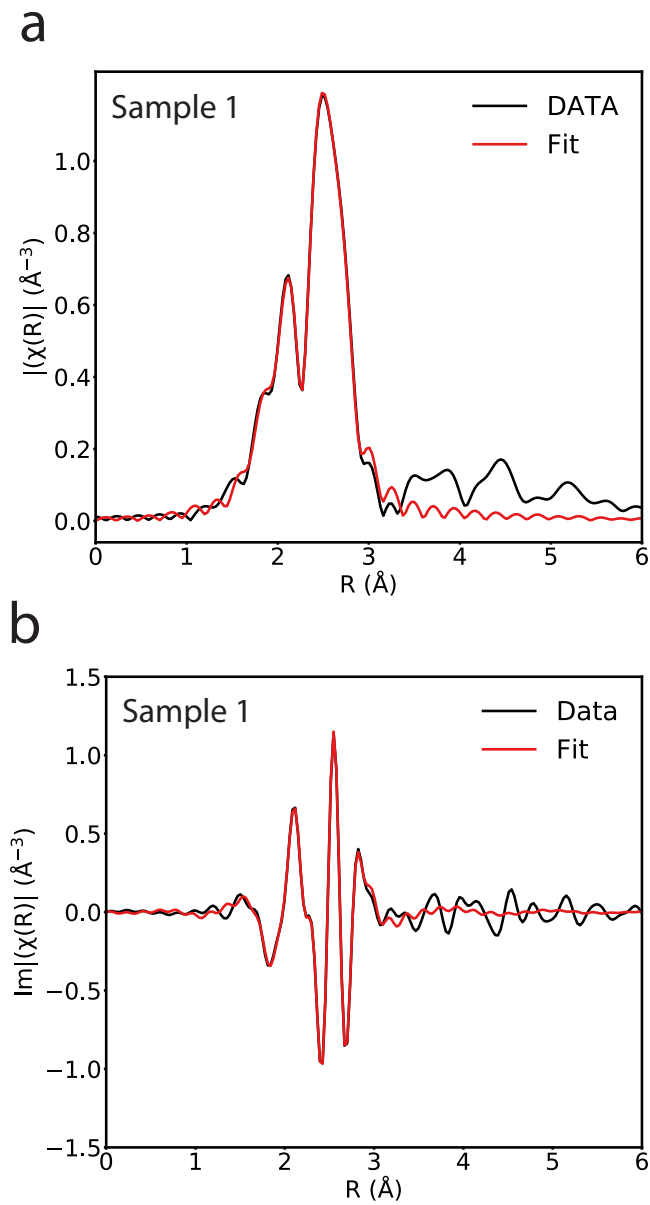 a
Sample 1
DATA
Fit
|(χ(R)| (Å⁻³)
1.0
0.8
0.6
0.4
0.2
0.0
0 1 2 3 4 5 6
R (Å)
b
Sample 1
Data
Fit
Im|(χ(R)| (Å⁻³)
1.5
1.0
0.5
0.0
−0.5
−1.0
−1.5
0 1 2 3 4 5 6
R (Å)